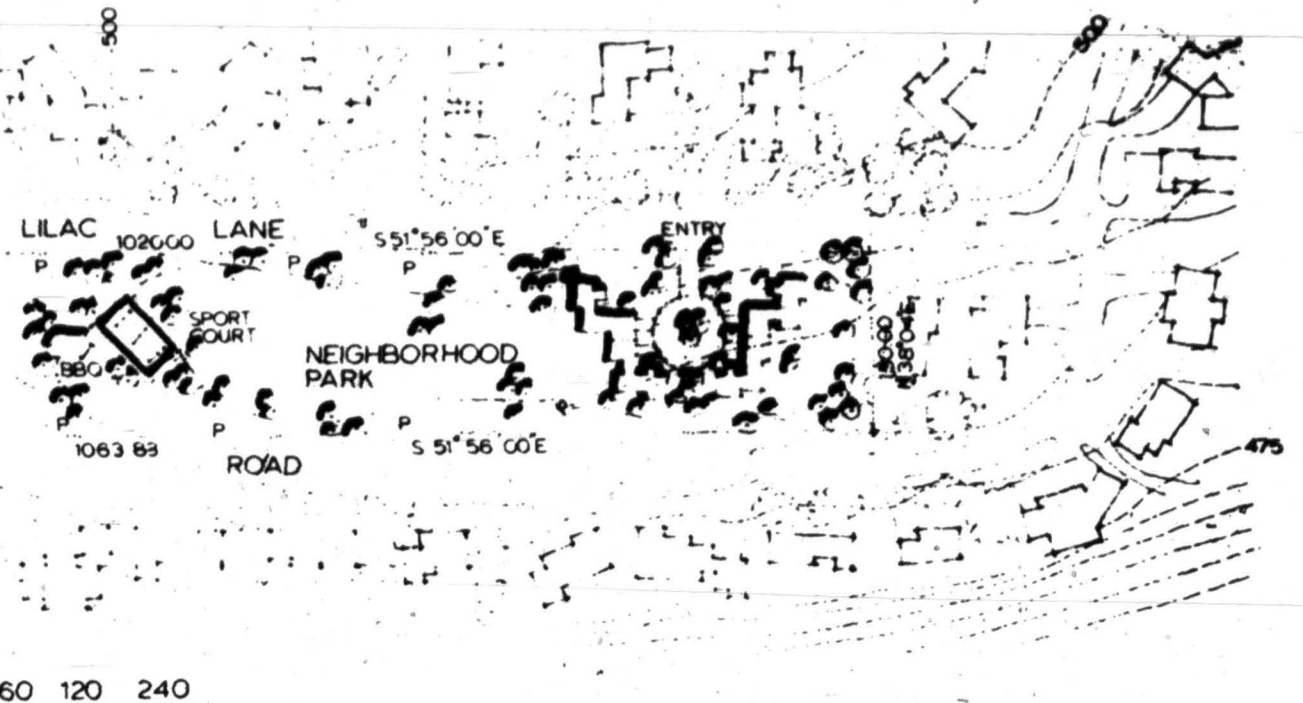 500
500
LILAC LANE
102000
S 51° 56' 00" E
ENTRY
P
P
P
SPORT
COURT
BBQ
NEIGHBORHOOD
PARK
P
P
P
1063 83
S 51° 56' 00" E
ROAD
475
60 120 240